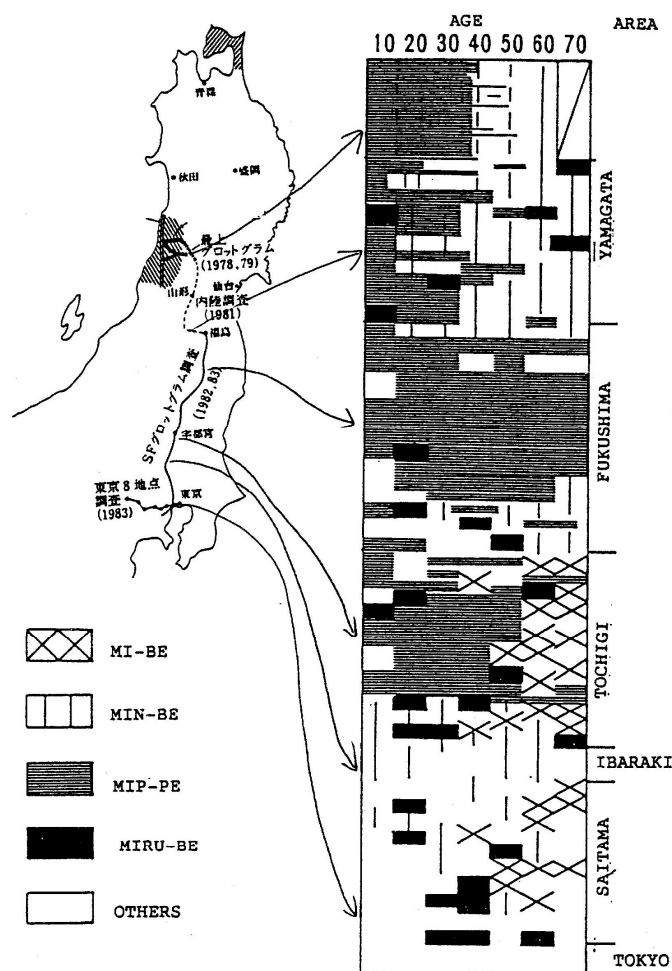 AGE AREA
10 20 30 40 50 60 70
青森
秋田
盛岡
最上
グロットグラム
(1978.79)
山形
仙台
内陸調査
(1981)
福島
SFグロットグラム調査
(1982.83)
宇都宮
東京8地点
調査
(1983)
東京
YAMAGATA
FUKUSHIMA
TOCHIGI
IBARAKI
SAITAMA
TOKYO
MI-BE
MIN-BE
MIP-PE
MIRU-BE
OTHERS